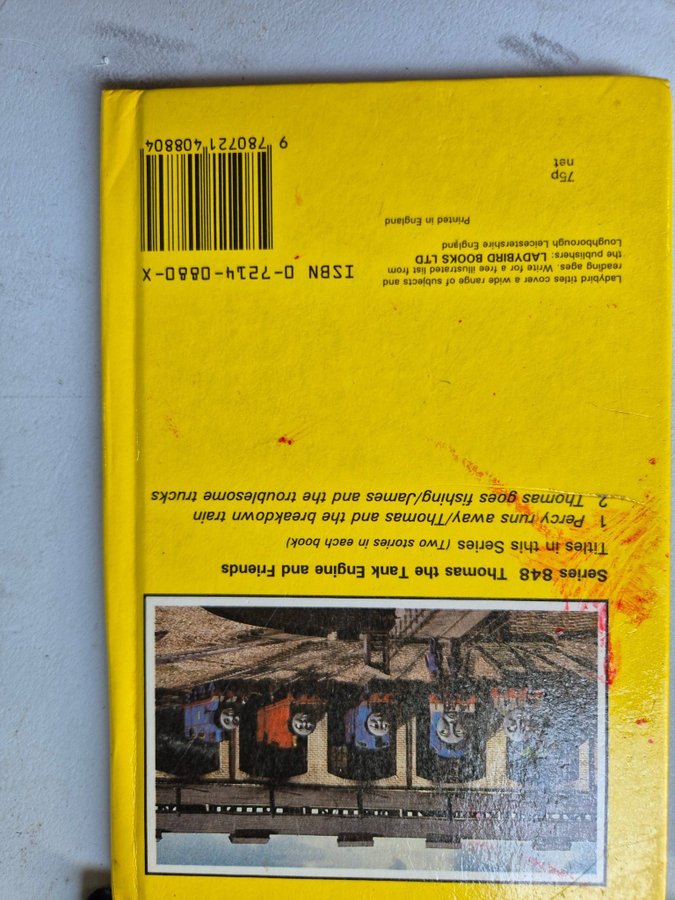 Series 848 Thomas the Tank Engine and Friends
Titles in this Series (Two stories in each book)
1 Percy runs away/Thomas and the breakdown train
2 Thomas goes fishing/James and the troublesome trucks
Ladybird titles cover a wide range of subjects and
reading ages. Write for a free illustrated list from
the publishers: LADYBIRD BOOKS LTD
Loughborough Leicestershire England
Printed in England
75p
net
ISBN 0-7214-0880-X
9 780721 408804